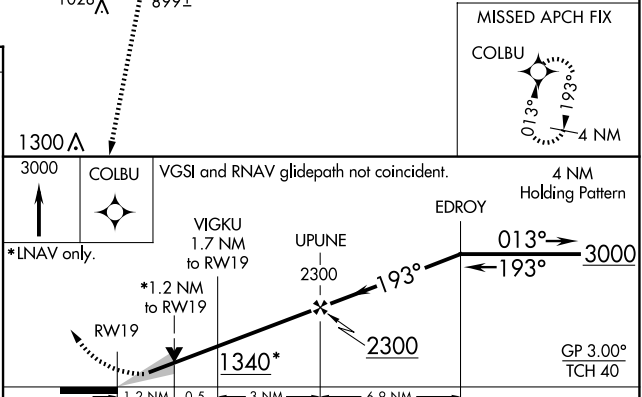 899±
MISSED APCH FIX
COLBU
013°
193°
4 NM
1300
3000
COLBU
VGSI and RNAV glidepath not coincident.
4 NM
Holding Pattern
EDROY
013°
193°
3000
*LNAV only.
VIGKU
1.7 NM
to RW19
UPUNE
2300
193°
*1.2 NM
to RW19
RW19
1340*
2300
GP 3.00°
TCH 40
1.2 NM
0.5
3 NM
6.9 NM